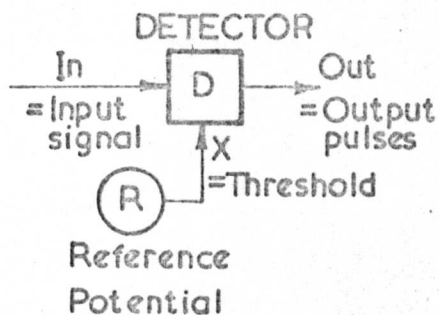 DETECTOR
In
D
Out
=Input
signal
=Output
pulses
X
=Threshold
R
Reference
Potential